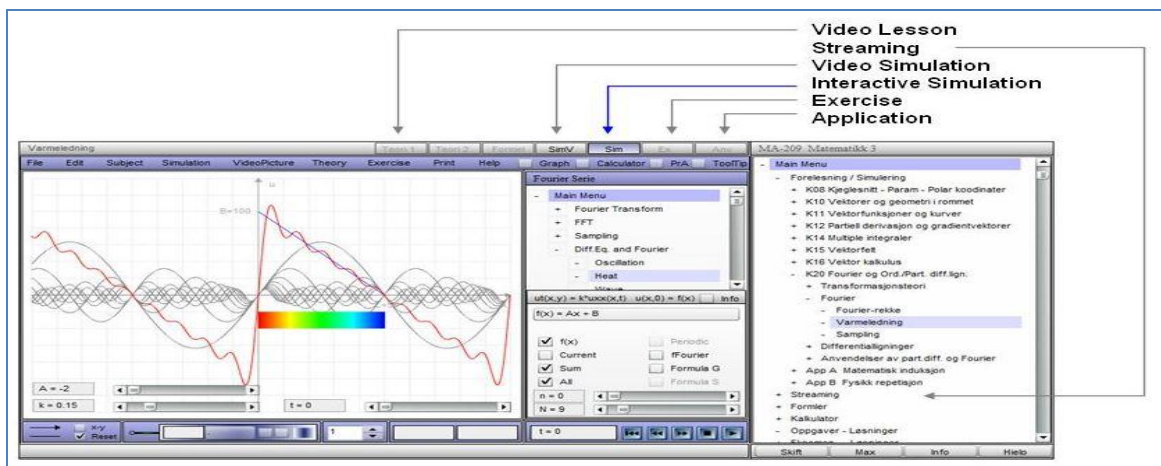 Video Lesson
Streaming
Video Simulation
Interactive Simulation
Exercise
Application
Varmeledning
Teori 1 Teori 2 Formel SimV Sim Ex Anv
File Edit Subject Simulation VideoPicture Theory Exercise Print Help Graph Calculator PrA ToolTip
u
B=100
A = -2
k = 0.15
t = 0
x-y
Reset
1
Fourier Serie
- Main Menu
+ Fourier Transform
+ FFT
+ Sampling
- Diff.Eq. and Fourier
- Oscillation
- Heat
- Wave
ut(x,y) = k*uxx(x,t) u(x,0) = f(x) Info
f(x) = Ax + B
f(x) Periodic
Current fFourier
Sum Formula G
All Formula S
n = 0
N = 9
t = 0
MA-209 Matematikk 3
- Main Menu
- Forelesning / Simulering
+ K08 Kjeglesnitt - Param - Polar koodinater
+ K10 Vektorer og geometri i rommet
+ K11 Vektorfunksjoner og kurver
+ K12 Partiell derivasjon og gradientvektorer
+ K14 Multiple integraler
+ K15 Vektorfelt
+ K16 Vektor kalkulus
- K20 Fourier og Ord./Part. diff.lign.
+ Transformasjonsteori
- Fourier
- Fourier-rekke
- Varmeledning
- Sampling
+ Differentialligninger
+ Anvendelser av part.diff. og Fourier
+ App A Matematisk induksjon
+ App B Fysikk repetisjon
+ Streaming
+ Formler
+ Kalkulator
- Oppgaver - Løsninger
- Eksamen - Løsninger
Skift Max Info Hjelp